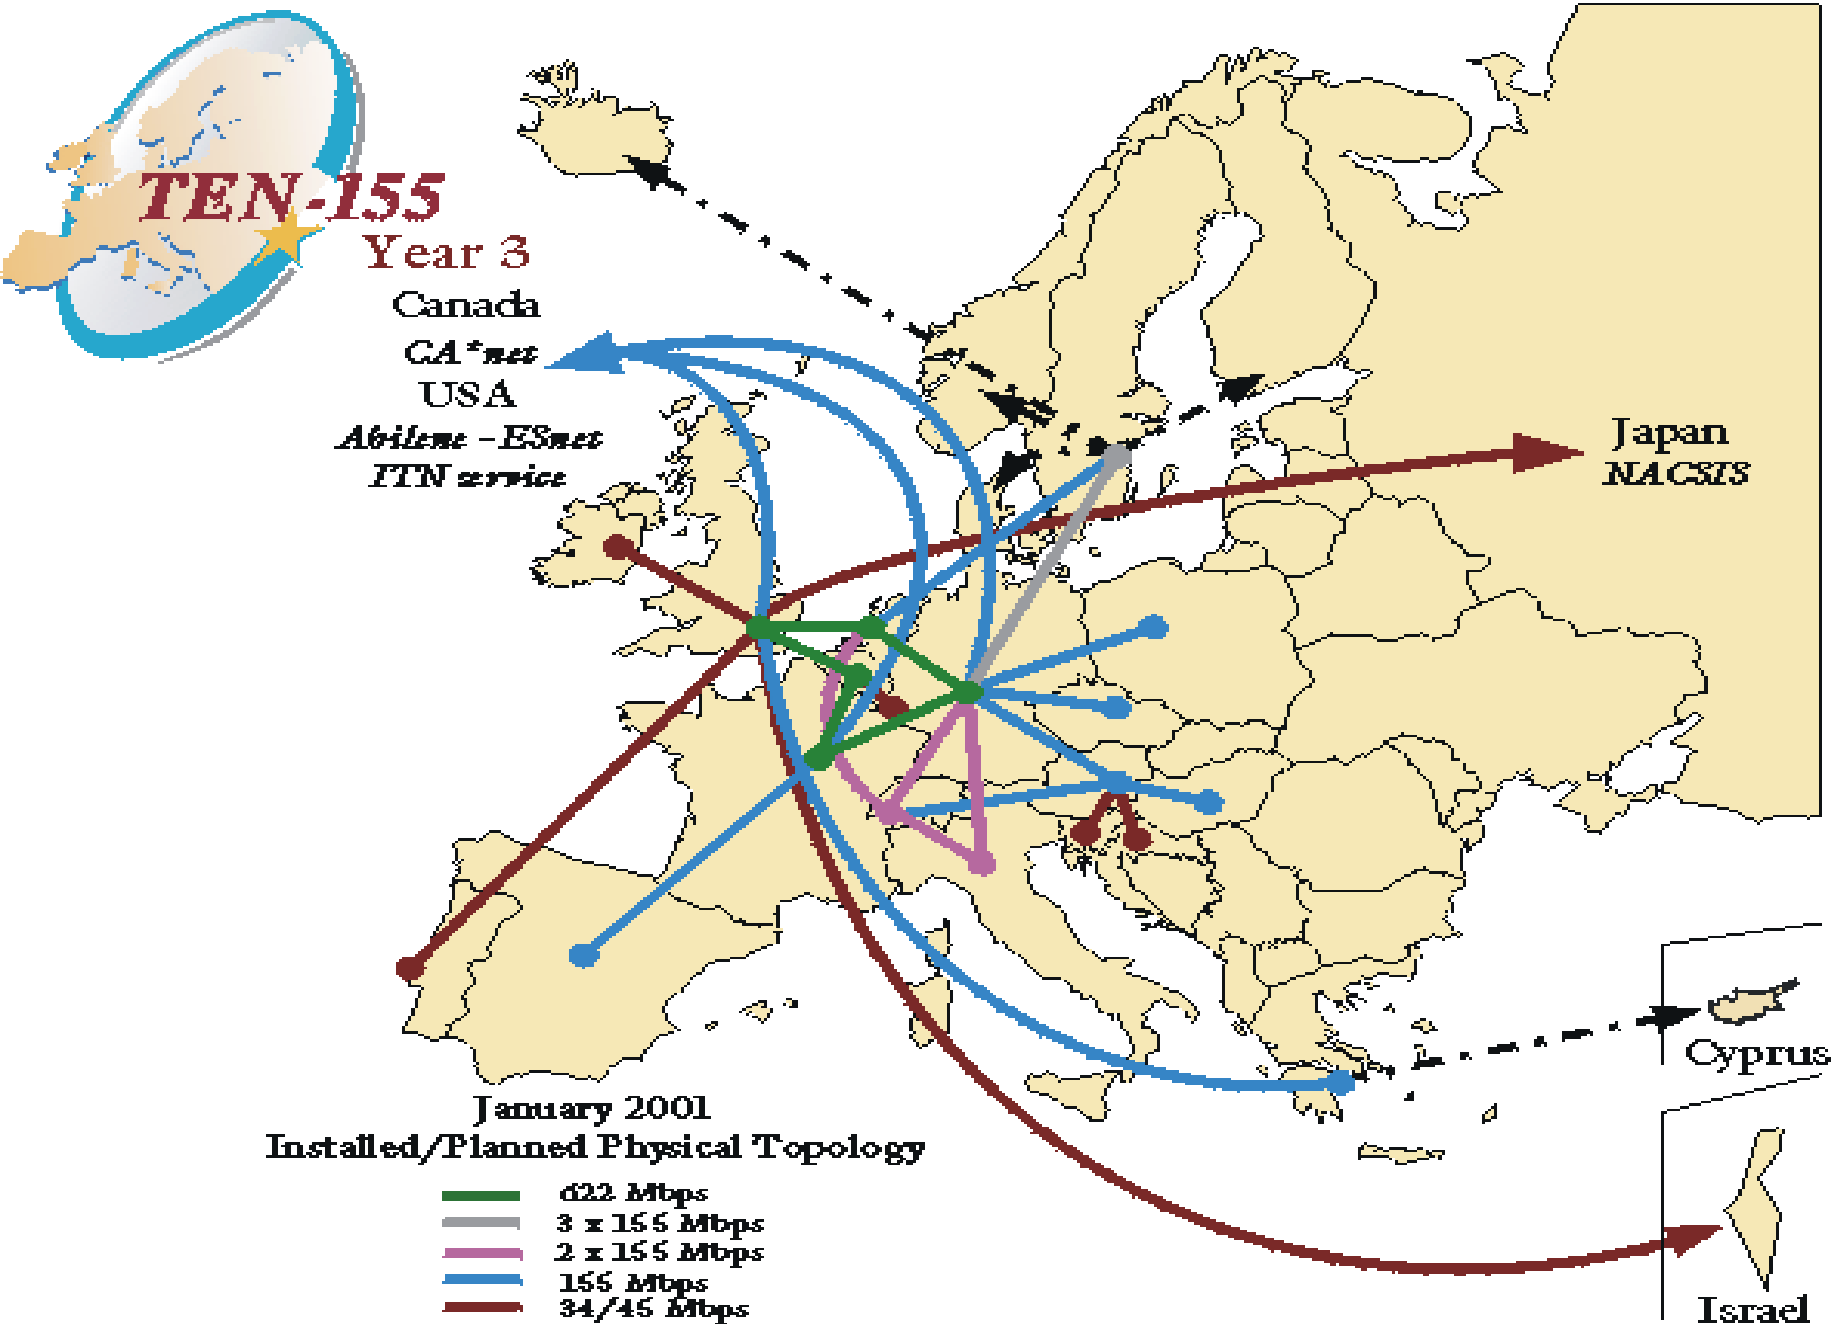 TEN-155
Year 3
Canada
CA*net
USA
Abilene - ESnet
ITN service
Japan
NACSIS
Cyprus
Israel
January 2001
Installed/Planned Physical Topology
622 Mbps
3 x 155 Mbps
2 x 155 Mbps
155 Mbps
34/45 Mbps